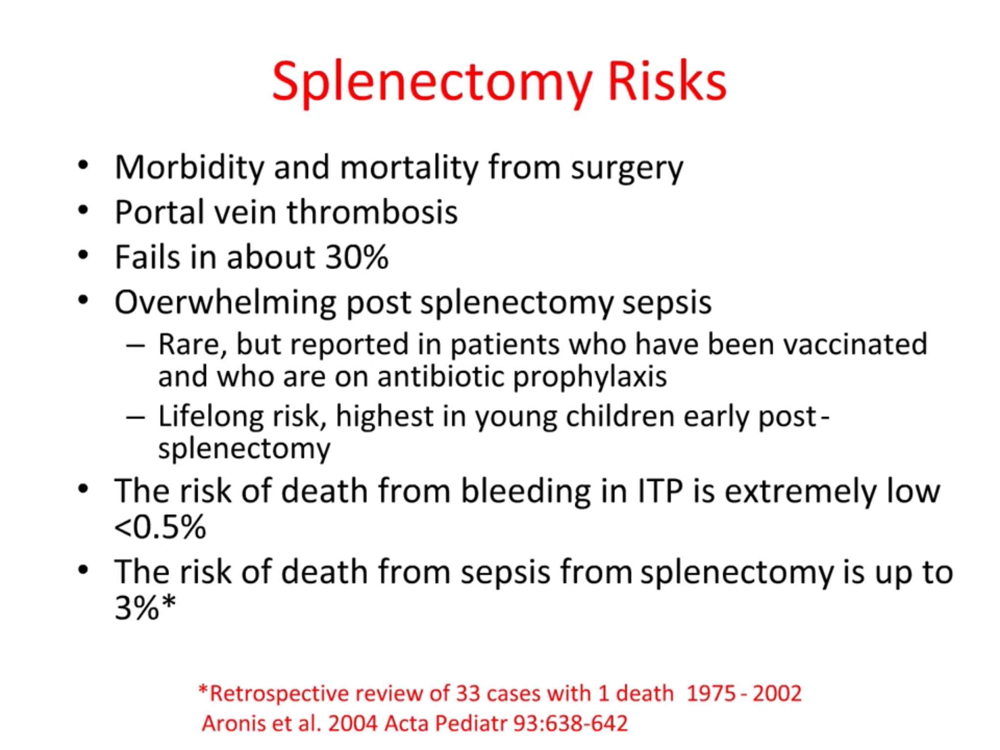 Splenectomy Risks
• Morbidity and mortality from surgery
• Portal vein thrombosis
• Fails in about 30%
• Overwhelming post splenectomy sepsis
– Rare, but reported in patients who have been vaccinated
and who are on antibiotic prophylaxis
– Lifelong risk, highest in young children early post-
splenectomy
• The risk of death from bleeding in ITP is extremely low
<0.5%
• The risk of death from sepsis from splenectomy is up to
3%*
*Retrospective review of 33 cases with 1 death 1975-2002
Aronis et al. 2004 Acta Pediatr 93:638-642